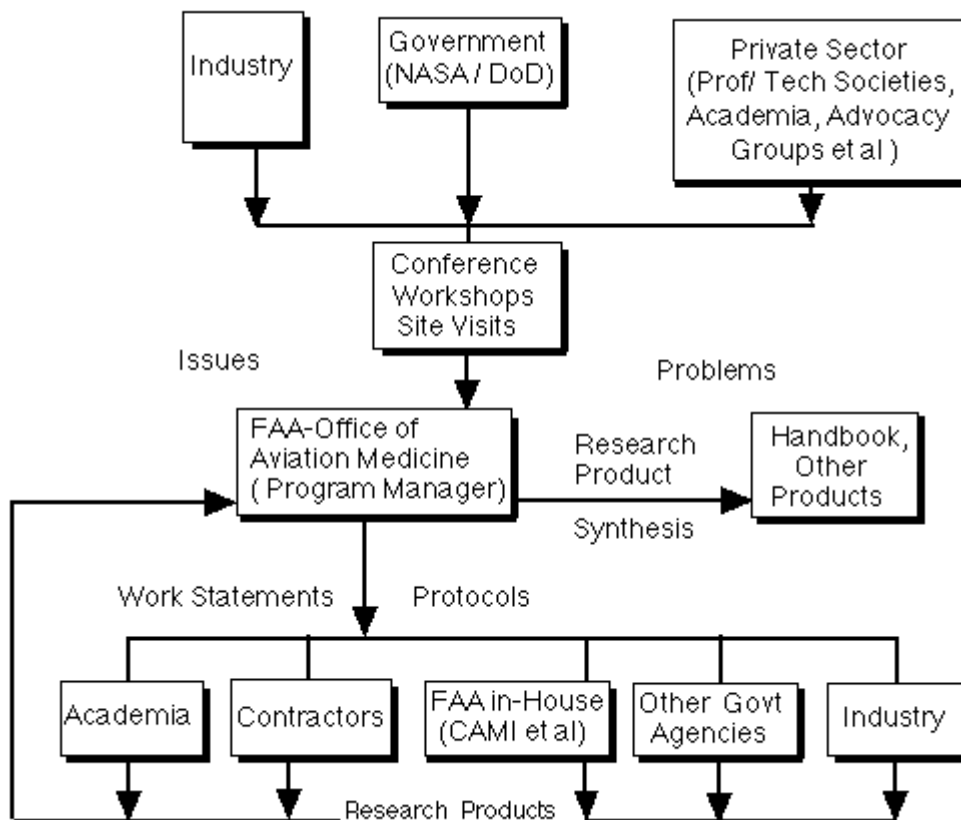 Industry
Government
(NASA / DoD)
Private Sector
(Prof/ Tech Societies,
Academia, Advocacy
Groups et al )
Conference
Workshops
Site Visits
Issues
Problems
FAA-Office of
Aviation Medicine
( Program Manager)
Research
Product
Synthesis
Handbook,
Other
Products
Work Statements
Protocols
Academia
Contractors
FAA in-House
(CAMI et al)
Other Govt
Agencies
Industry
Research Products